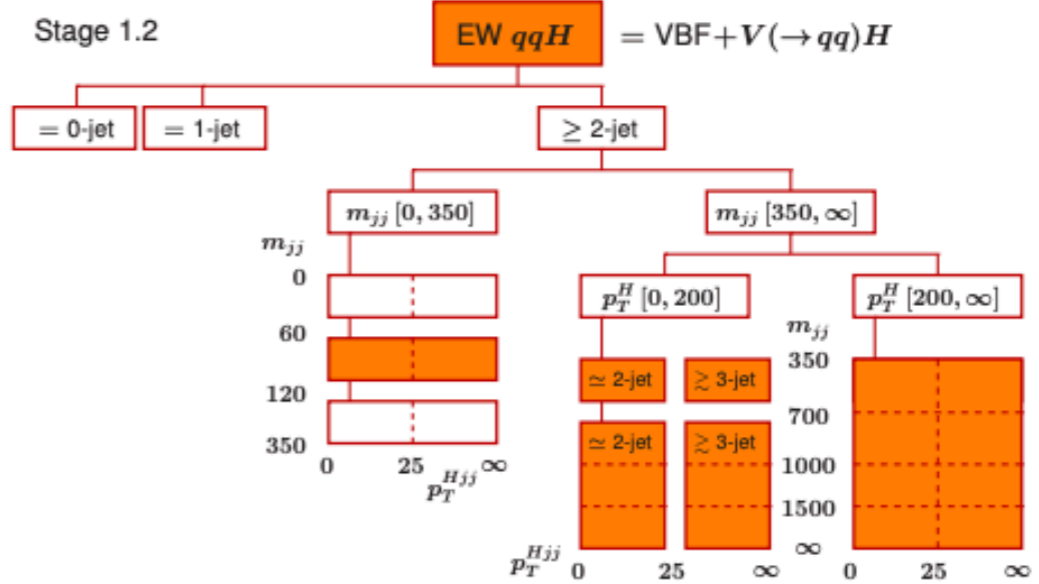 Stage 1.2
EW qqH = VBF+V(→qq)H
= 0-jet
= 1-jet
≥ 2-jet
m_jj [0, 350]
m_jj [350, ∞]
m_jj
0
60
120
350
0 25 ∞
p_T^Hjj
p_T^H [0, 200]
p_T^H [200, ∞]
≃ 2-jet
≳ 3-jet
≃ 2-jet
≳ 3-jet
m_jj
350
700
1000
1500
∞
p_T^Hjj
0 25 ∞
0 25 ∞